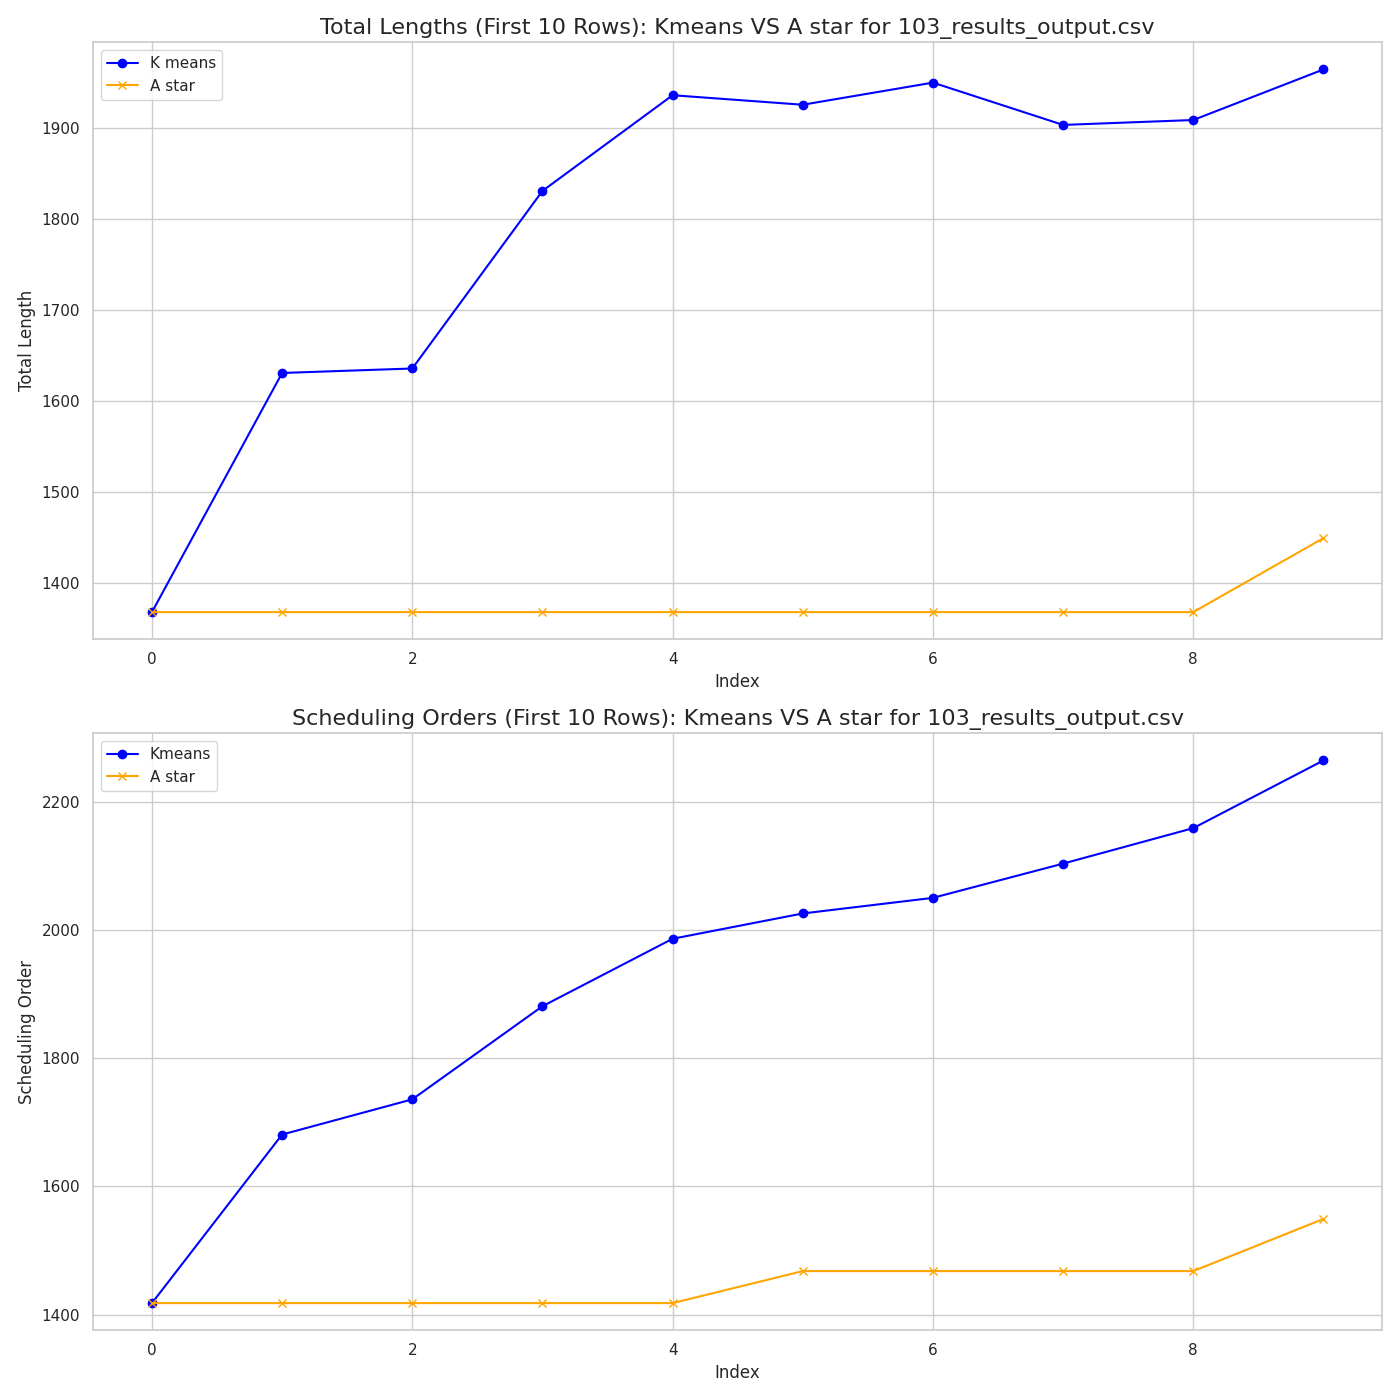 Total Lengths (First 10 Rows): Kmeans VS A star for 103_results_output.csv
K means
A star
1900
1800
1700
1600
1500
1400
Total Length
0 2 4 6 8
Index
Scheduling Orders (First 10 Rows): Kmeans VS A star for 103_results_output.csv
Kmeans
A star
2200
2000
1800
1600
1400
Scheduling Order
0 2 4 6 8
Index